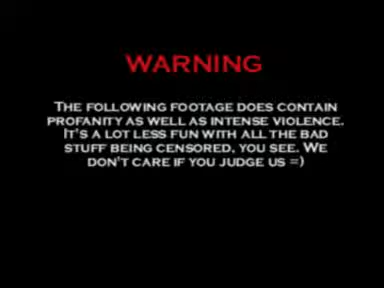 WARNING
THE FOLLOWING FOOTAGE DOES CONTAIN
PROFANITY AS WELL AS INTENSE VIOLENCE.
IT'S A LOT LESS FUN WITH ALL THE BAD
STUFF BEING CENSORED, YOU SEE. WE
DON'T CARE IF YOU JUDGE US =)